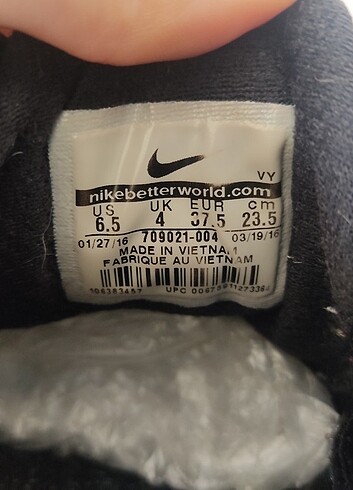 VY
nikebetterworld.com
US UK EUR cm
6.5 4 37.5 23.5
01/27/16 709021-004 03/19/16
MADE IN VIETNAM
FABRIQUE AU VIETNAM
UPC